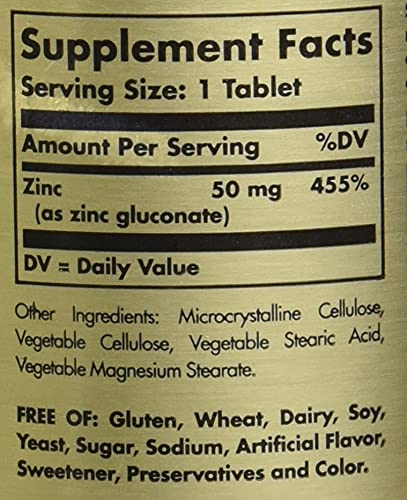 Supplement Facts
Serving Size: 1 Tablet
Amount Per Serving %DV
Zinc 50 mg 455%
(as zinc gluconate)
DV = Daily Value
Other Ingredients: Microcrystalline Cellulose,
Vegetable Cellulose, Vegetable Stearic Acid,
Vegetable Magnesium Stearate.
FREE OF: Gluten, Wheat, Dairy, Soy,
Yeast, Sugar, Sodium, Artificial Flavor,
Sweetener, Preservatives and Color.